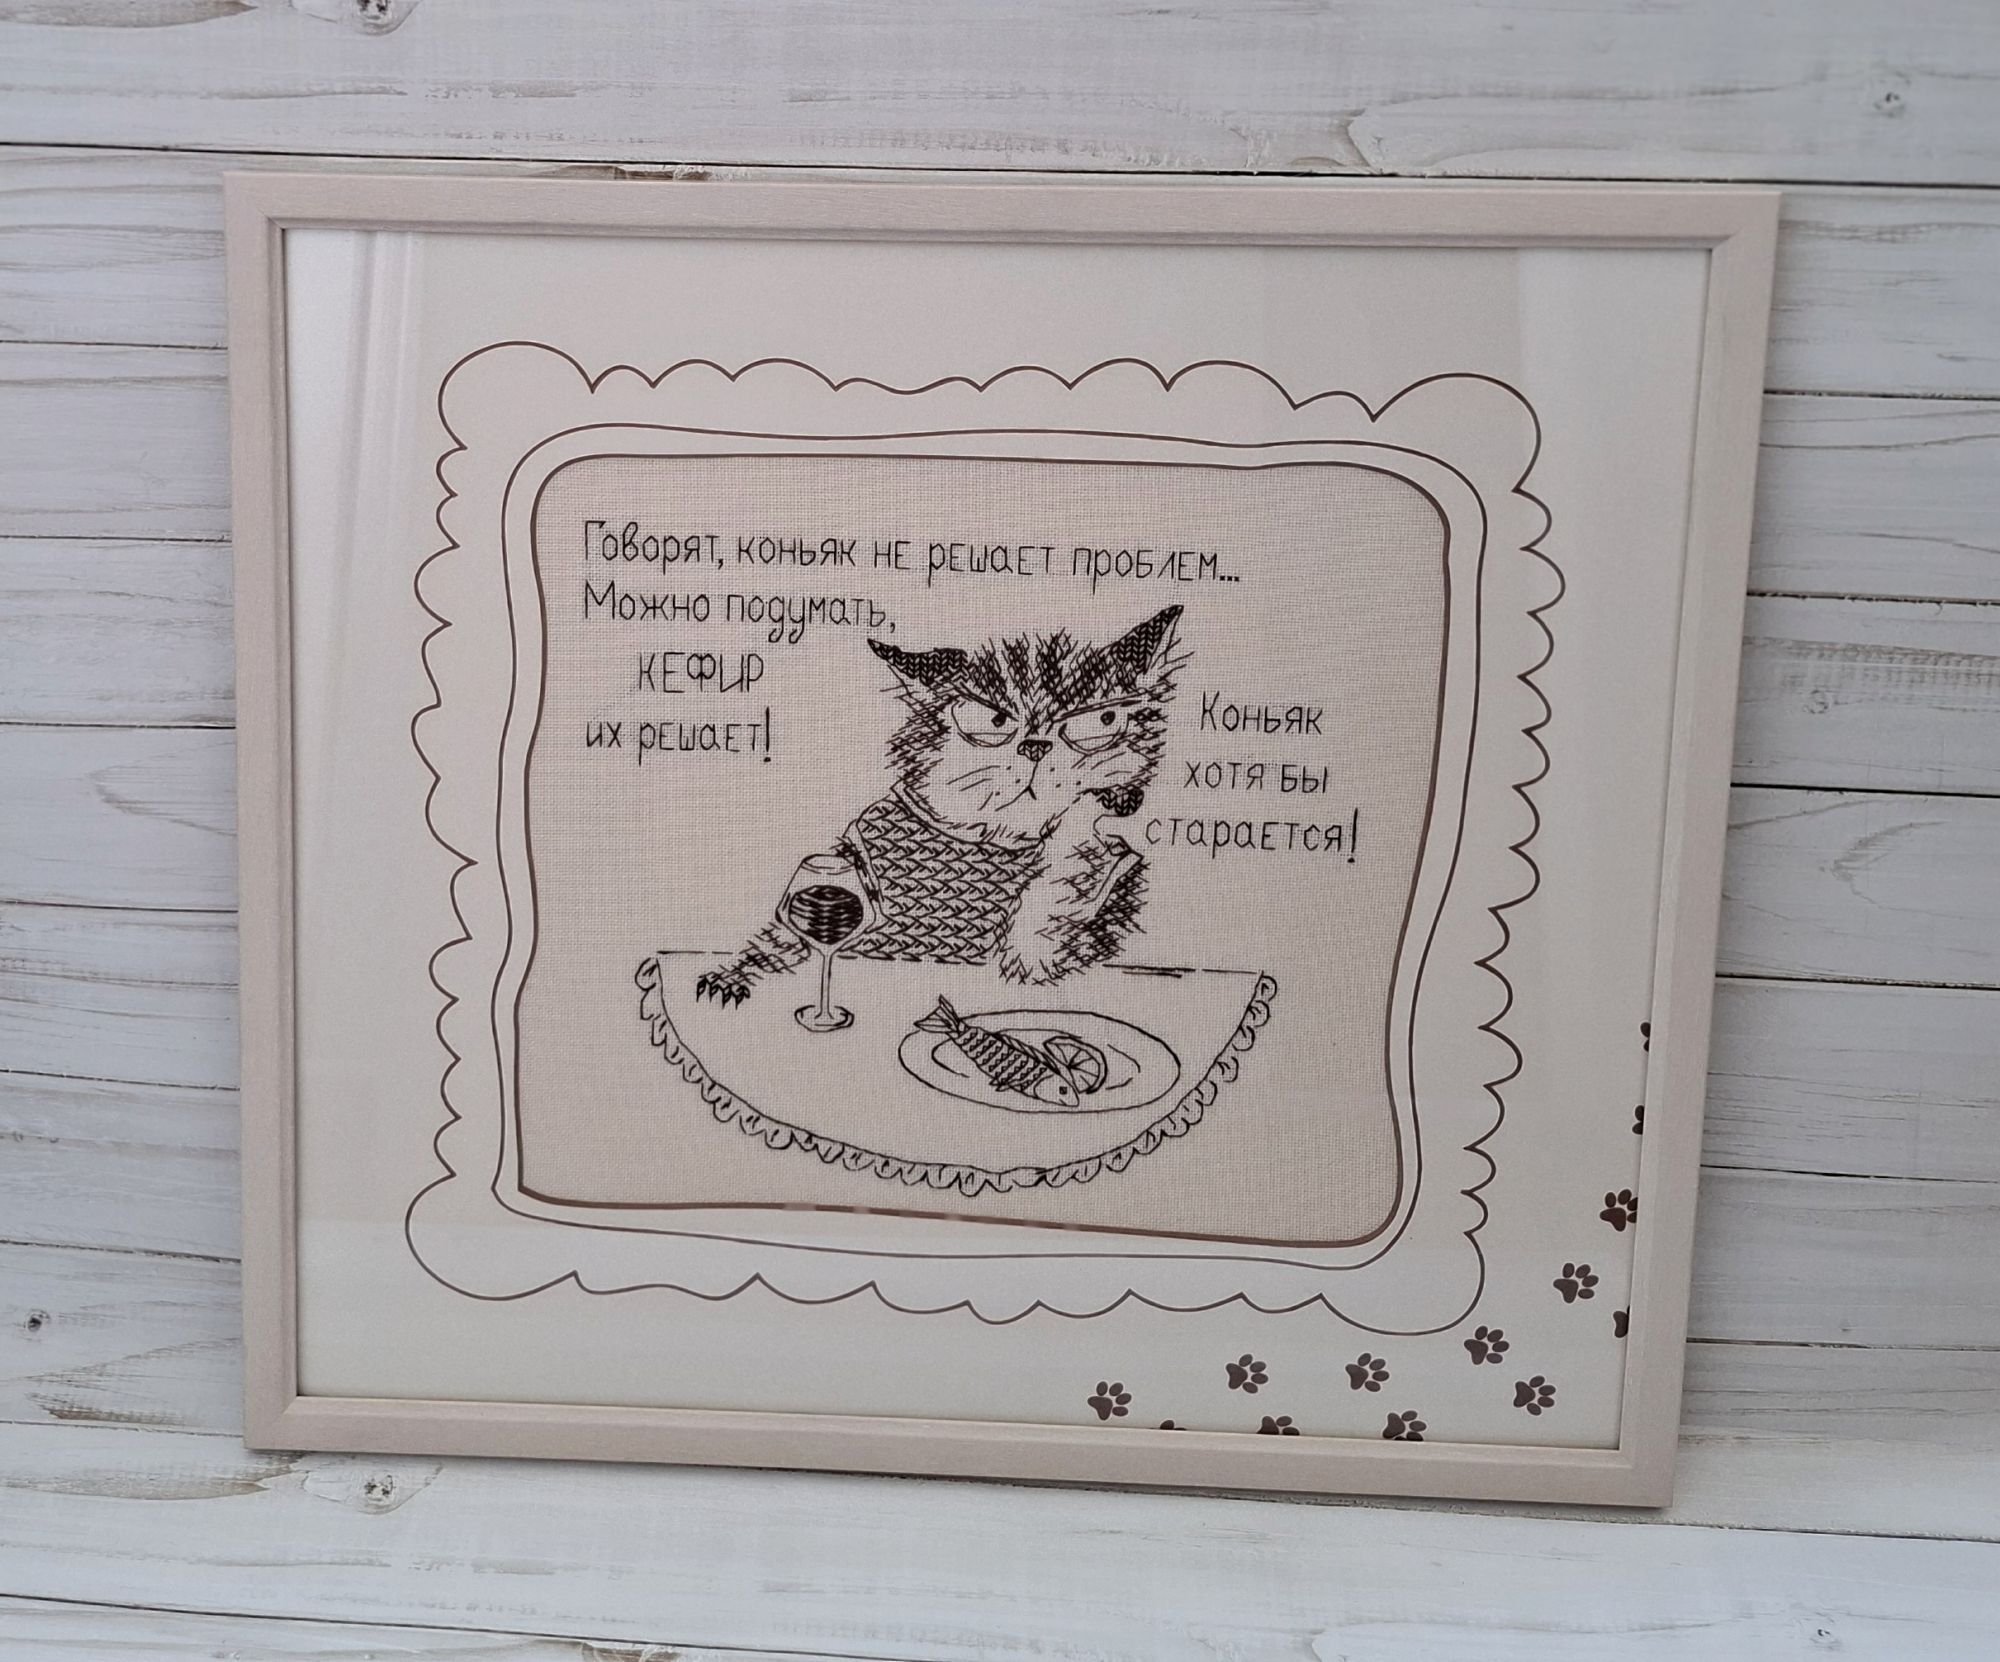 Говорят, коньяк не решает проблем...
Можно подумать,
КЕФИР
их решает!
Коньяк
хотя бы
старается!